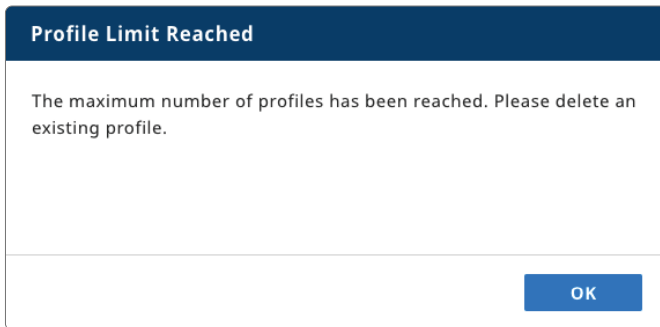 Profile Limit Reached
The maximum number of profiles has been reached. Please delete an
existing profile.
OK